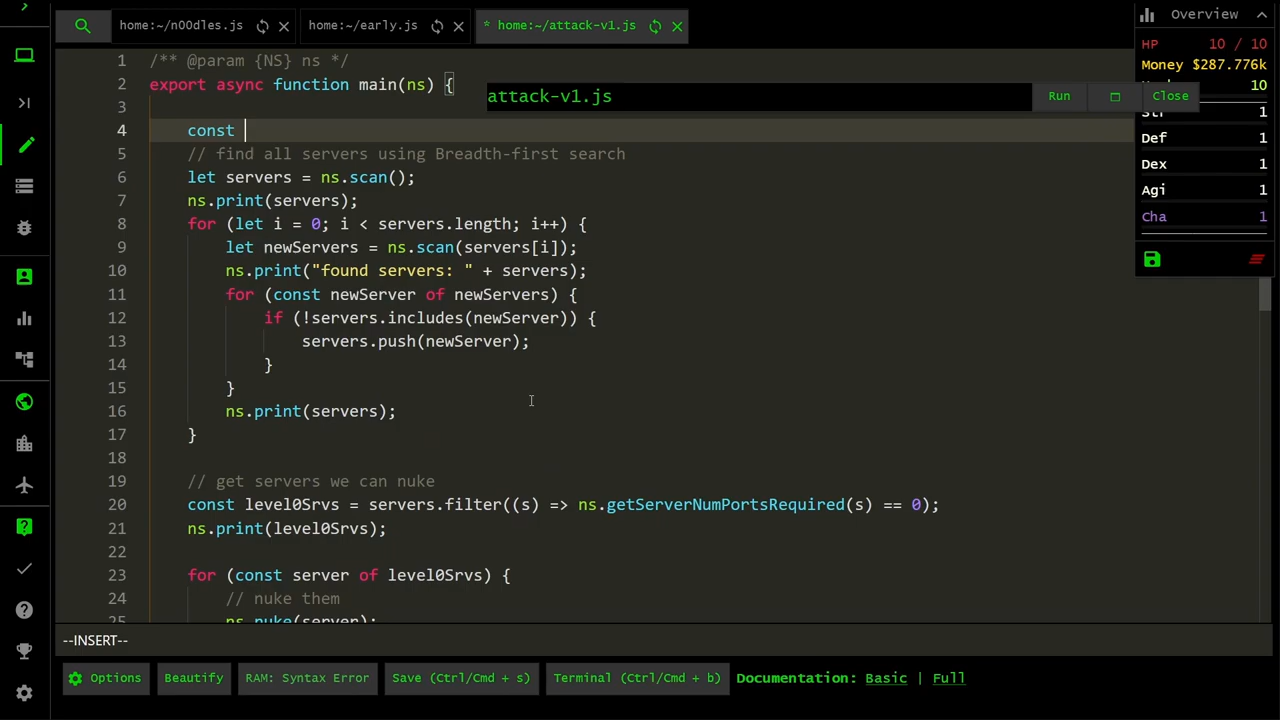 home:~/n00dles.js
home:~/early.js
* home:~/attack-v1.js
Overview
HP 10 / 10
Money $287.776k
10
Str 1
Def 1
Dex 1
Agi 1
Cha 1
attack-v1.js
Run
Close
1 /** @param {NS} ns */
2 export async function main(ns) {
3
4 const
5 // find all servers using Breadth-first search
6 let servers = ns.scan();
7 ns.print(servers);
8 for (let i = 0; i < servers.length; i++) {
9 let newServers = ns.scan(servers[i]);
10 ns.print("found servers: " + servers);
11 for (const newServer of newServers) {
12 if (!servers.includes(newServer)) {
13 servers.push(newServer);
14 }
15 }
16 ns.print(servers);
17 }
18
19 // get servers we can nuke
20 const level0Srvs = servers.filter((s) => ns.getServerNumPortsRequired(s) == 0);
21 ns.print(level0Srvs);
22
23 for (const server of level0Srvs) {
24 // nuke them
25 ns.nuke(server);
--INSERT--
Options
Beautify
RAM: Syntax Error
Save (Ctrl/Cmd + s)
Terminal (Ctrl/Cmd + b)
Documentation: Basic | Full